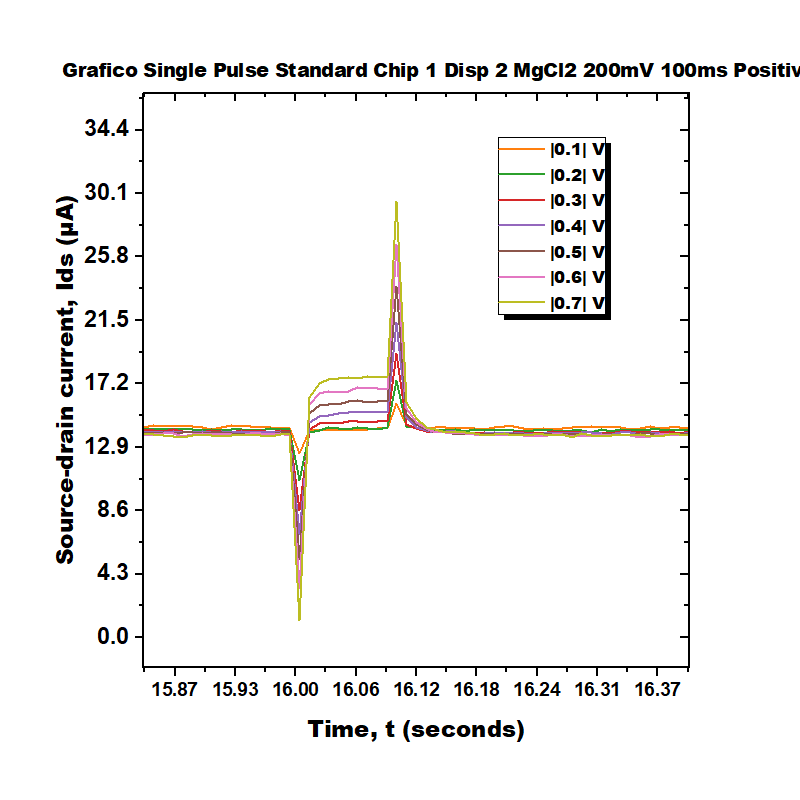 Grafico Single Pulse Standard Chip 1 Disp 2 MgCl2 200mV 100ms Positiv
34.4
30.1
25.8
21.5
17.2
12.9
8.6
4.3
0.0
Source-drain current, Ids (µA)
|0.1| V
|0.2| V
|0.3| V
|0.4| V
|0.5| V
|0.6| V
|0.7| V
15.87 15.93 16.00 16.06 16.12 16.18 16.24 16.31 16.37
Time, t (seconds)